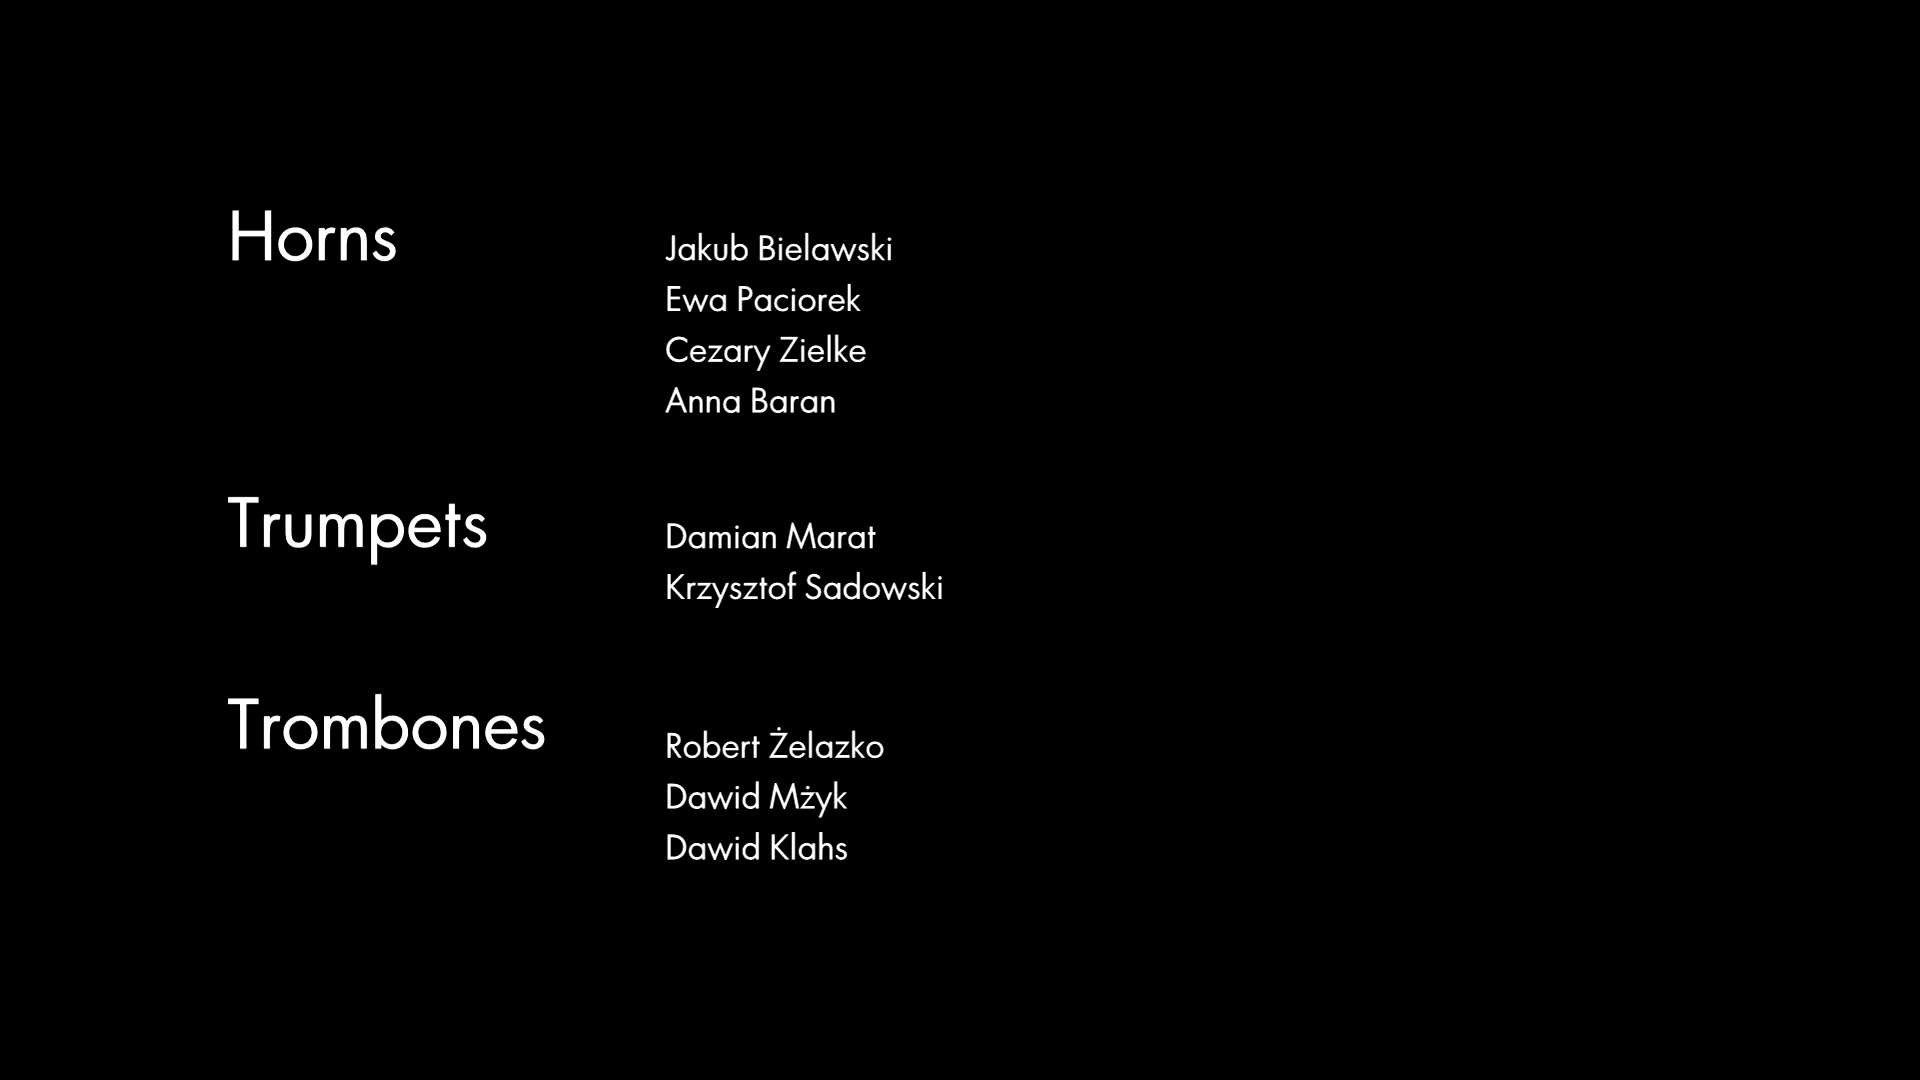 Horns
Jakub Bielawski
Ewa Paciorek
Cezary Zielke
Anna Baran
Trumpets
Damian Marat
Krzysztof Sadowski
Trombones
Robert Żelazko
Dawid Mżyk
Dawid Klahs